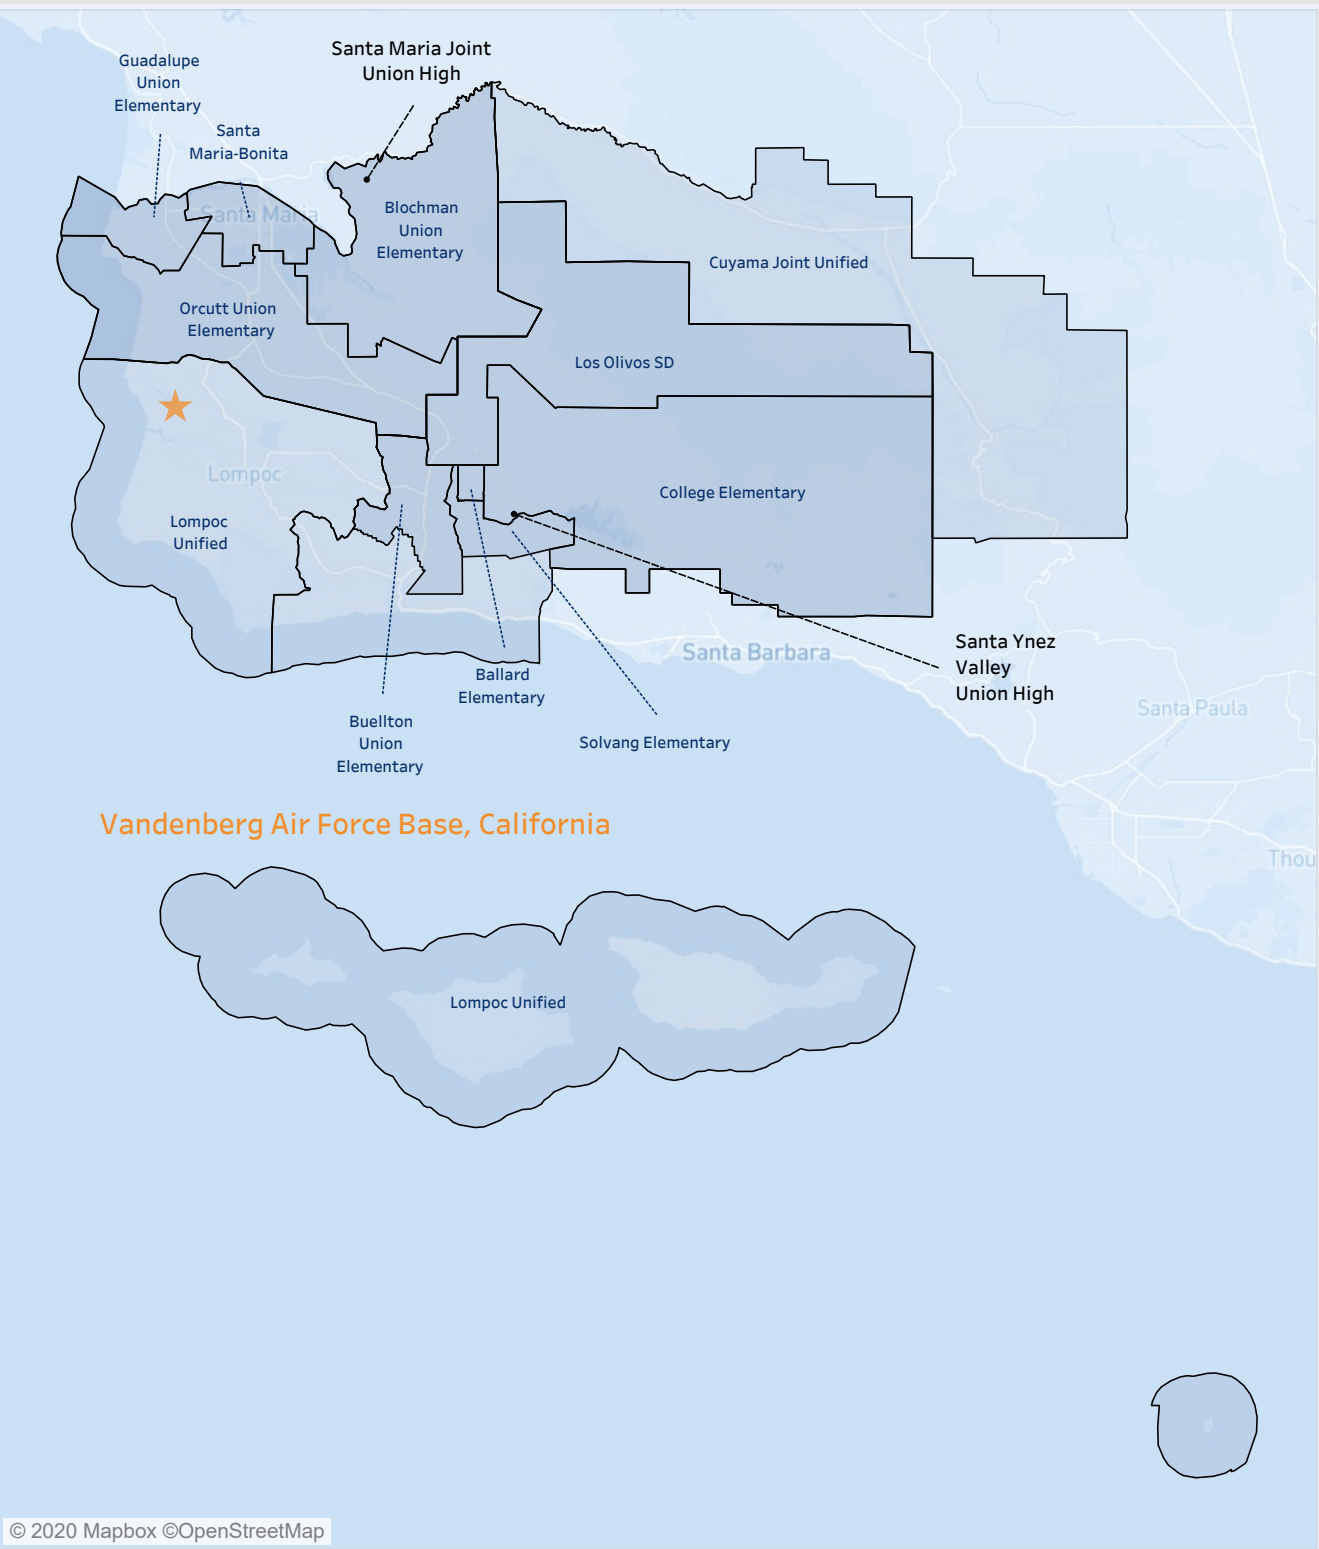 Guadalupe
Union
Elementary
Santa
Maria-Bonita
Santa Maria Joint
Union High
Santa Maria
Blochman
Union
Elementary
Cuyama Joint Unified
Orcutt Union
Elementary
Los Olivos SD
Lompoc
College Elementary
Lompoc
Unified
Santa Ynez
Valley
Union High
Santa Barbara
Ballard
Elementary
Santa Paula
Buellton
Union
Elementary
Solvang Elementary
Vandenberg Air Force Base, California
Thou
Lompoc Unified
© 2020 Mapbox ©OpenStreetMap